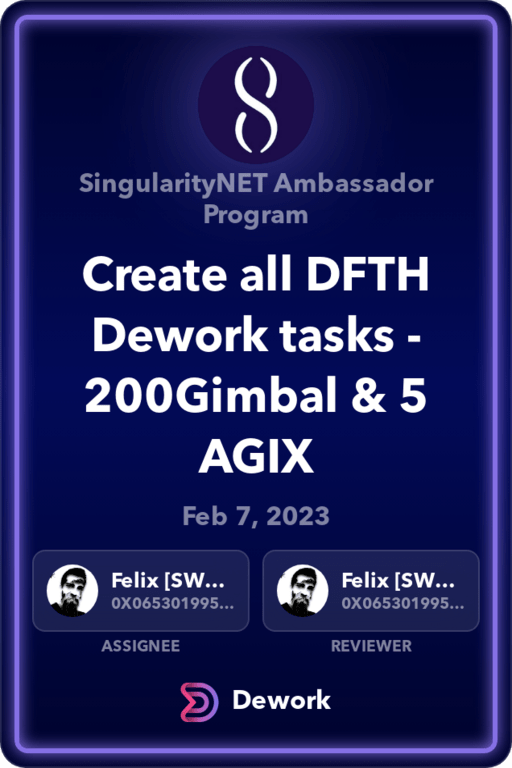 SingularityNET Ambassador
Program
Create all DFTH
Dework tasks -
200Gimbal & 5
AGIX
Feb 7, 2023
Felix [SW...
0X065301995...
ASSIGNEE
Felix [SW...
0X065301995...
REVIEWER
Dework